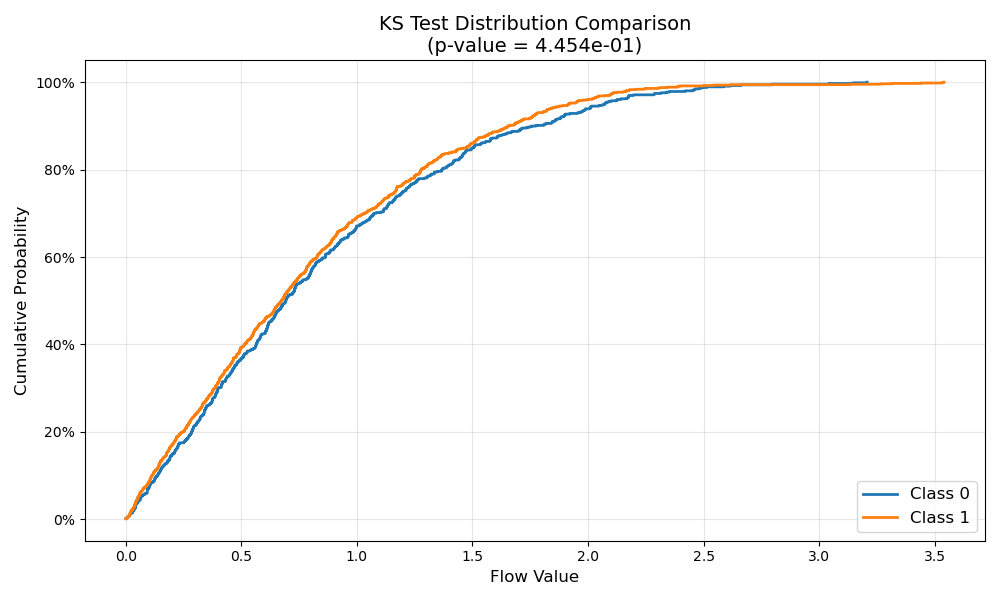 KS Test Distribution Comparison
(p-value = 4.454e-01)
Cumulative Probability
100%
80%
60%
40%
20%
0%
0.0 0.5 1.0 1.5 2.0 2.5 3.0 3.5
Flow Value
Class 0
Class 1